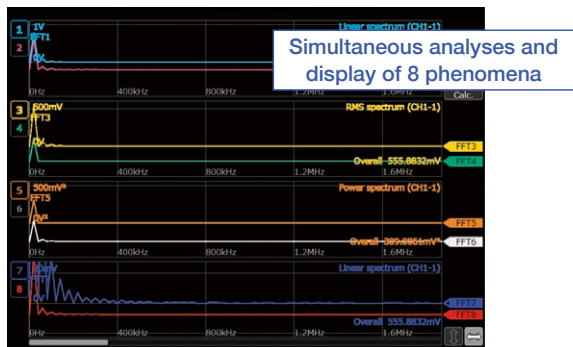 1 1V Linear spectrum (CH1-1)
2 FFT1
0V
Simultaneous analyses and
display of 8 phenomena
0Hz 400kHz 800kHz 1.2MHz 1.6MHz Calc.
3 500mV RMS spectrum (CH1-1)
4 FFT3
0V FFT3
Overall 555.8832mV FFT4
0Hz 400kHz 800kHz 1.2MHz 1.6MHz
5 500mV² Power spectrum (CH1-1)
6 FFT5
0V² FFT5
Overall FFT6
0Hz 400kHz 800kHz 1.2MHz 1.6MHz
7 Linear spectrum (CH1-1)
8
0V FFT7
Overall 555.8832mV FFT8
0Hz 400kHz 800kHz 1.2MHz 1.6MHz